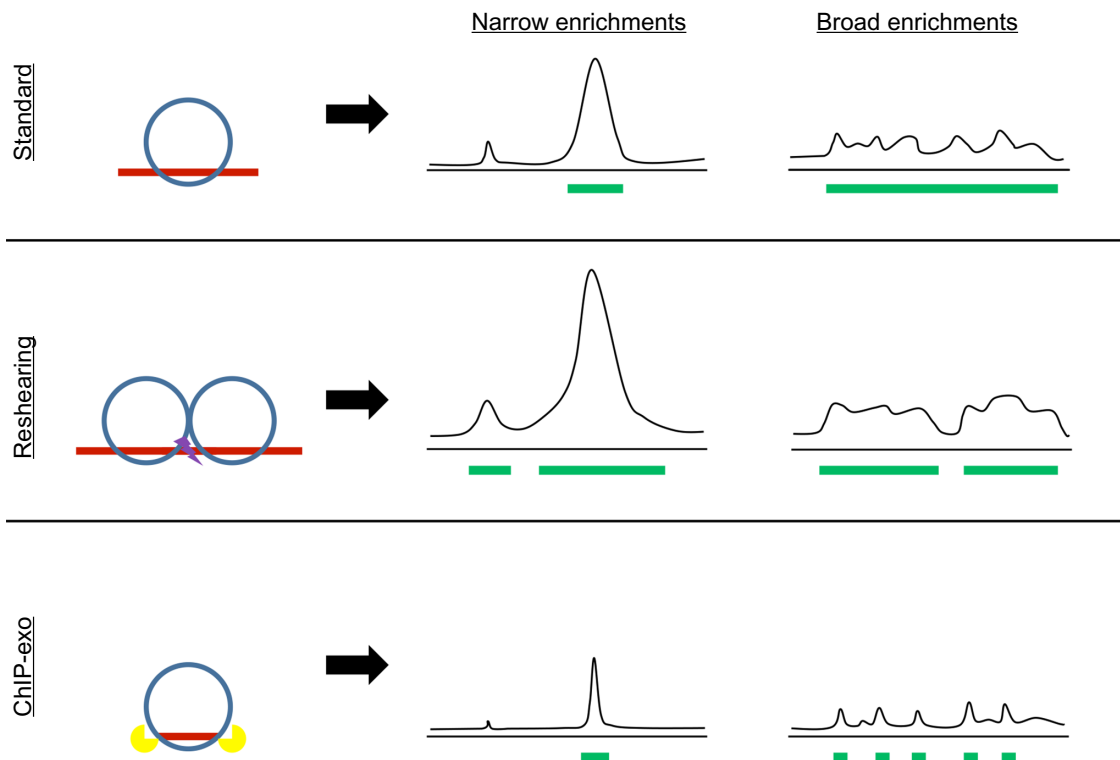 Narrow enrichments
Broad enrichments
Standard
Reshearing
ChIP-exo